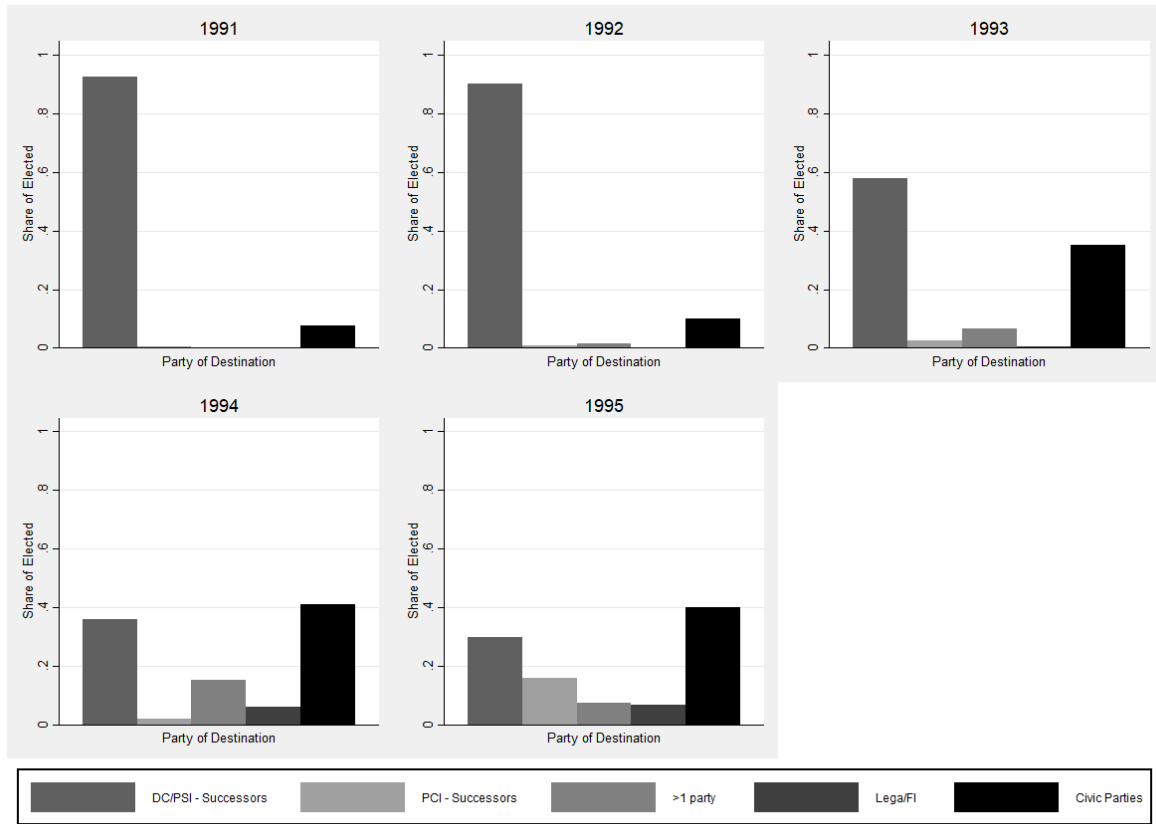 1991
Share of Elected
0 .2 .4 .6 .8 1
Party of Destination
1992
Share of Elected
0 .2 .4 .6 .8 1
Party of Destination
1993
Share of Elected
0 .2 .4 .6 .8 1
Party of Destination
1994
Share of Elected
0 .2 .4 .6 .8 1
Party of Destination
1995
Share of Elected
0 .2 .4 .6 .8 1
Party of Destination
DC/PSI - Successors PCI - Successors >1 party Lega/FI Civic Parties